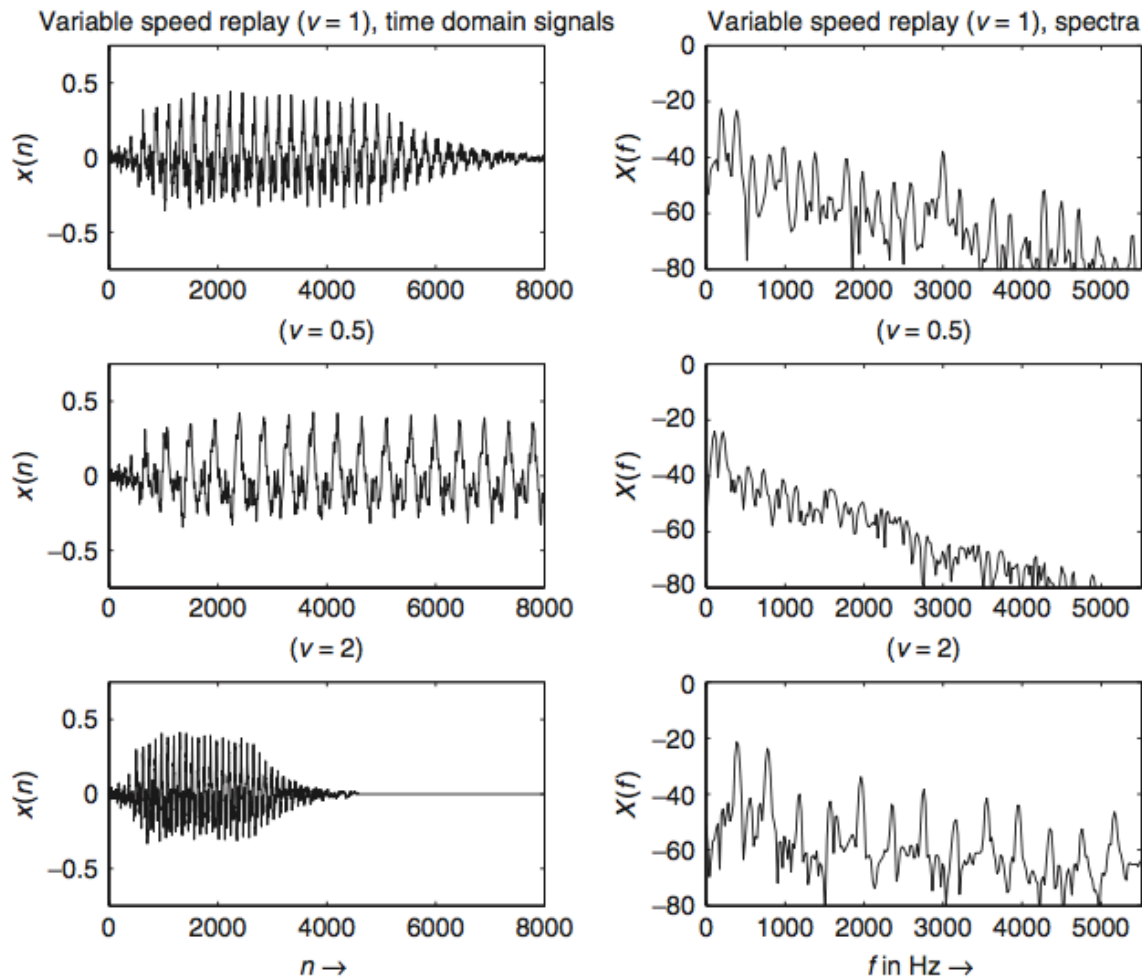 Variable speed replay (v = 1), time domain signals
Variable speed replay (v = 1), spectra
x(n)
0.5
0
−0.5
0 2000 4000 6000 8000
X(f)
0
−20
−40
−60
−80
0 1000 2000 3000 4000 5000
(v = 0.5)
(v = 0.5)
x(n)
0.5
0
−0.5
0 2000 4000 6000 8000
X(f)
0
−20
−40
−60
−80
0 1000 2000 3000 4000 5000
(v = 2)
(v = 2)
x(n)
0.5
0
−0.5
0 2000 4000 6000 8000
n →
X(f)
0
−20
−40
−60
−80
0 1000 2000 3000 4000 5000
f in Hz →